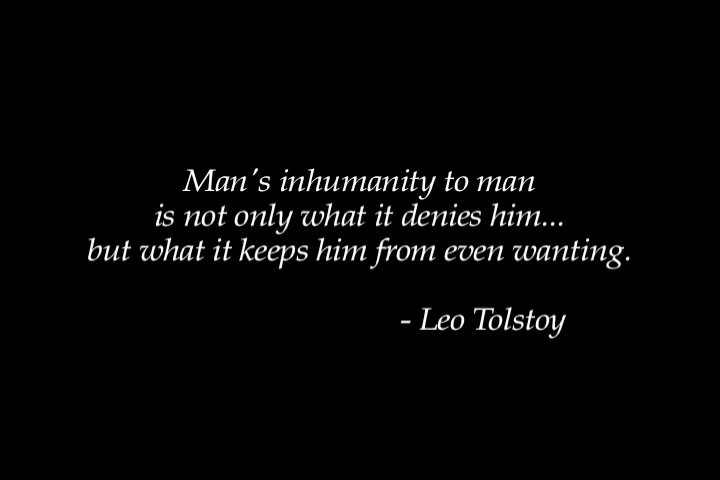 Man's inhumanity to man
is not only what it denies him...
but what it keeps him from even wanting.
- Leo Tolstoy